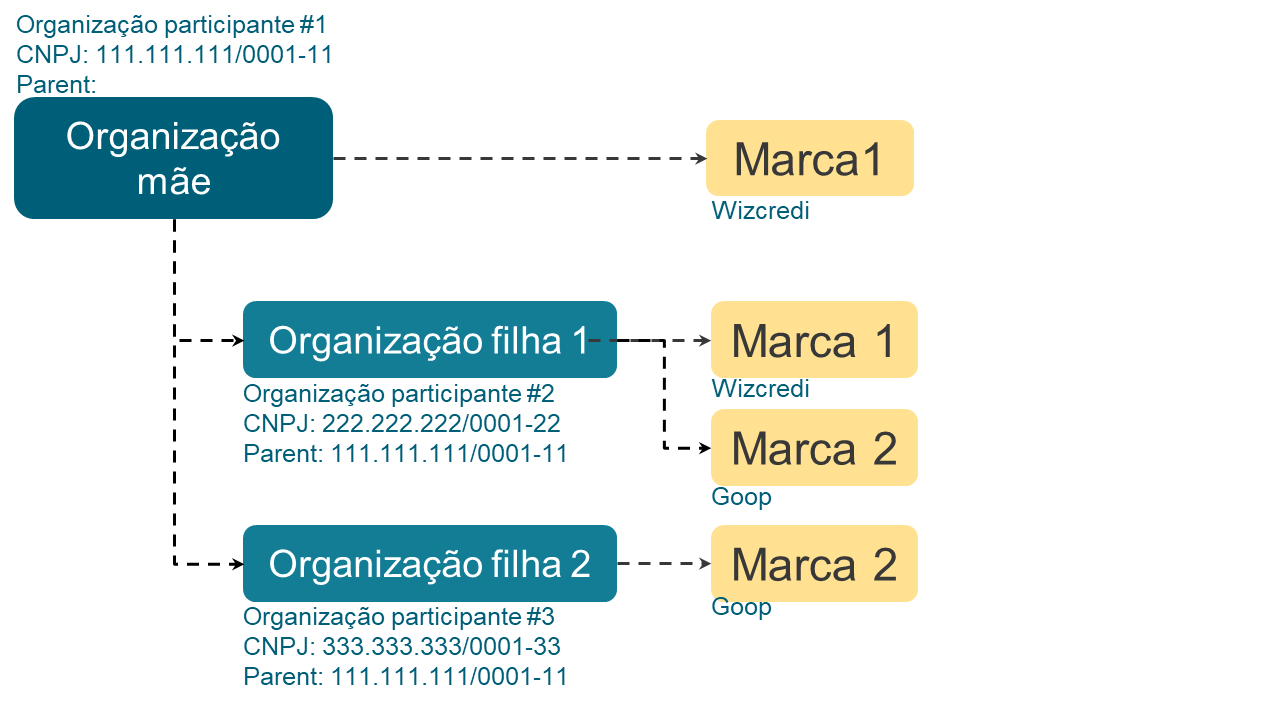 Organização participante #1
CNPJ: 111.111.111/0001-11
Parent:
Organização
mãe
Marca1
Wizcredi
Organização filha 1
Organização participante #2
CNPJ: 222.222.222/0001-22
Parent: 111.111.111/0001-11
Marca 1
Wizcredi
Marca 2
Goop
Organização filha 2
Organização participante #3
CNPJ: 333.333.333/0001-33
Parent: 111.111.111/0001-11
Marca 2
Goop